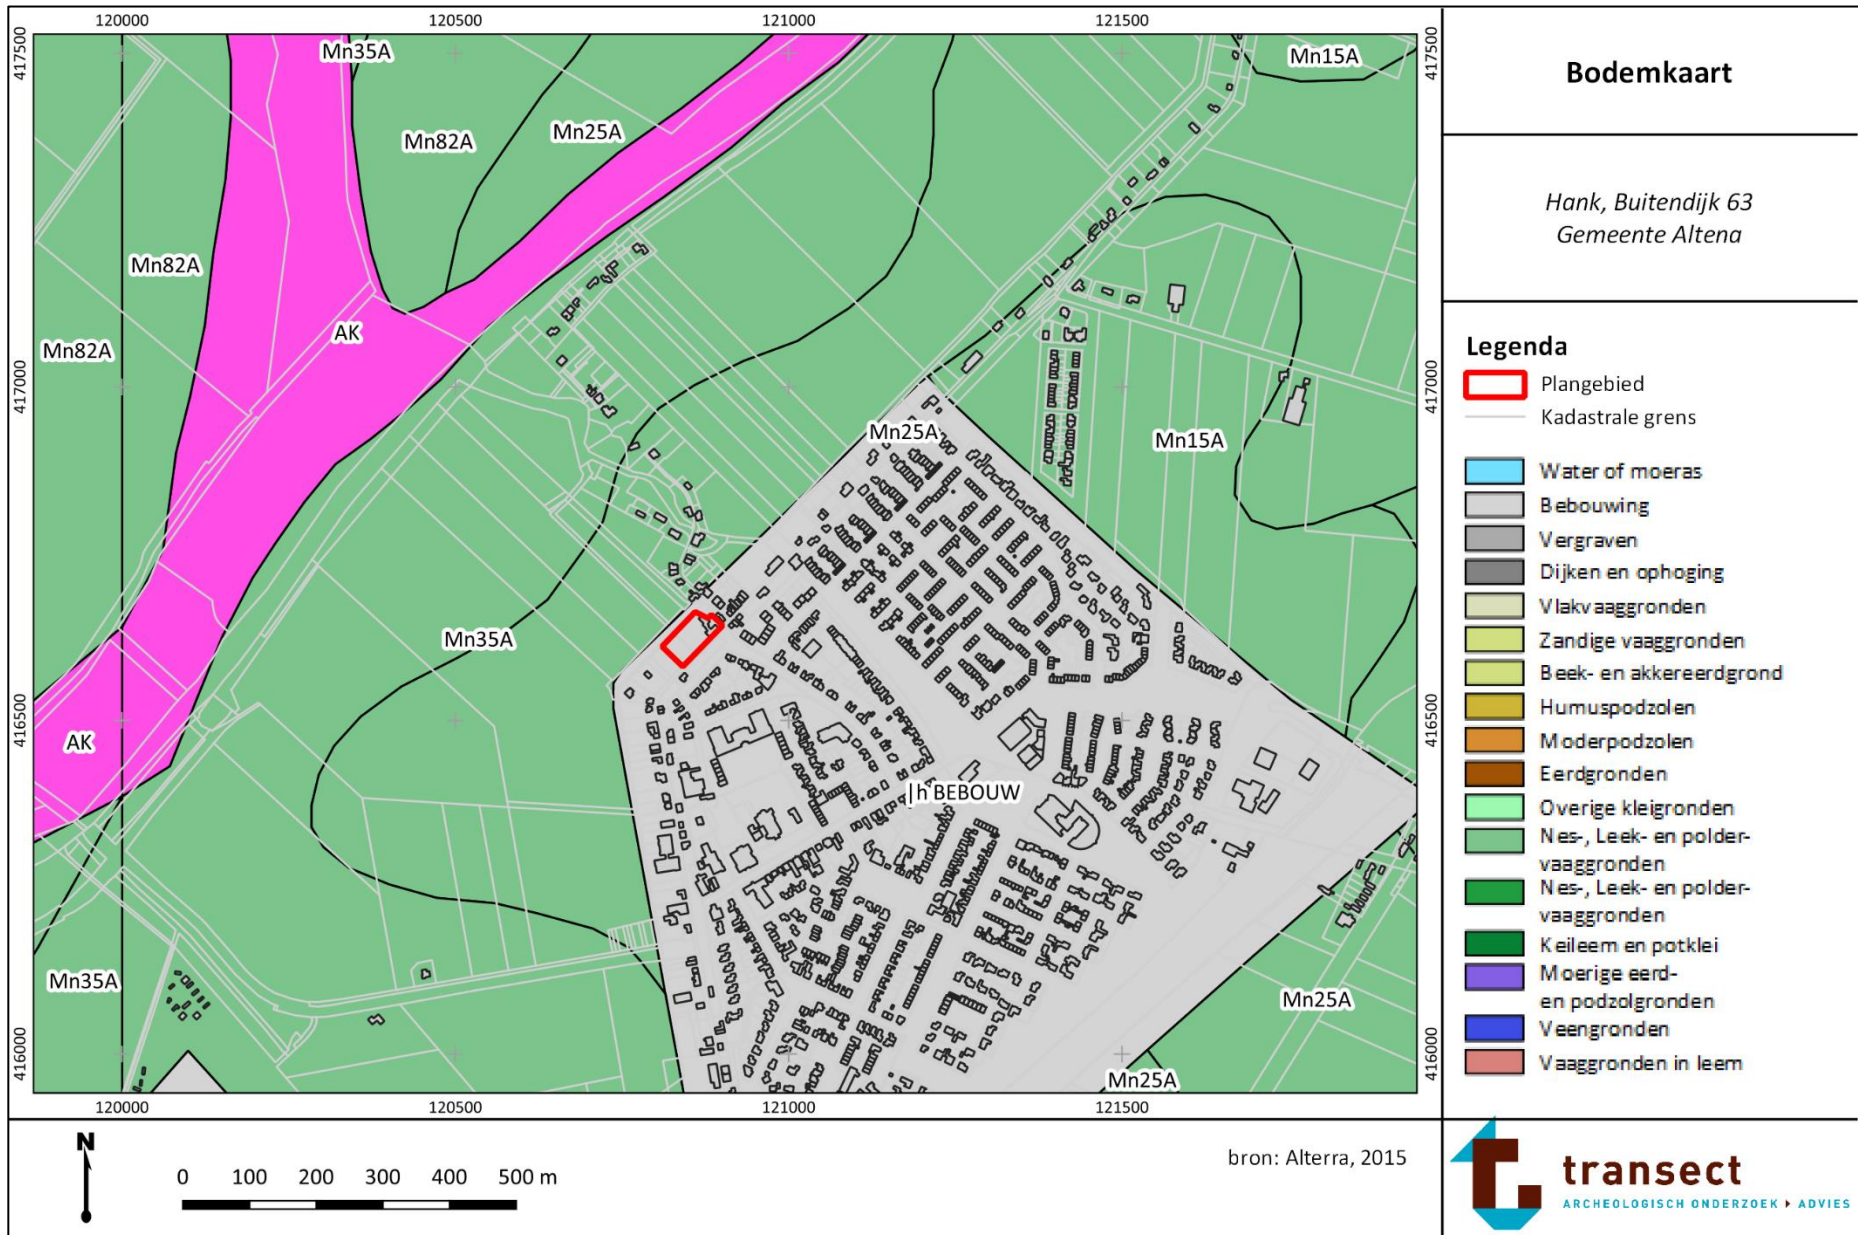 120000
120500
121000
121500
417500
417000
416500
416000
417500
417000
416500
416000
Mn35A
Mn15A
Mn82A
Mn25A
Mn82A
AK
Mn82A
Mn25A
Mn15A
Mn35A
AK
|h BEBOUW
Mn35A
Mn25A
Mn25A
120000
120500
121000
121500
N
0 100 200 300 400 500 m
bron: Alterra, 2015
Bodemkaart
Hank, Buitendijk 63
Gemeente Altena
Legenda
Plangebied
Kadastrale grens
Water of moeras
Bebouwing
Vergraven
Dijken en ophoging
Vlakvaaggronden
Zandige vaaggronden
Beek- en akkereerdgrond
Humuspodzolen
Moderpodzolen
Eerdgronden
Overige kleigronden
Nes-, Leek- en polder-
vaaggronden
Nes-, Leek- en polder-
vaaggronden
Keileem en potklei
Moerige eerd-
en podzolgronden
Veengronden
Vaaggronden in leem
transect
ARCHEOLOGISCH ONDERZOEK ▸ ADVIES